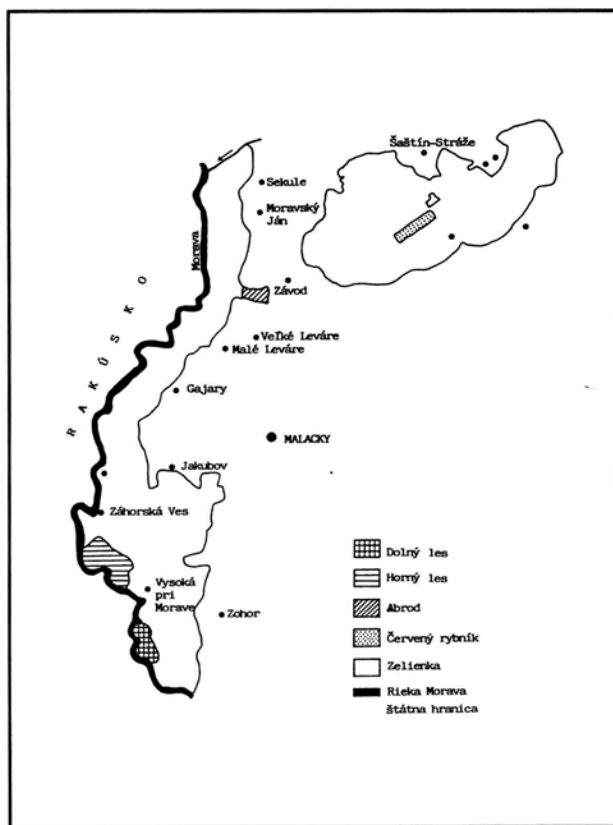 Šaštín-Stráže
Sekule
Moravský
Ján
Morava
Závod
RAKÚSKO
Veľké Leváre
Malé Leváre
Gajary
MALACKY
Jakubov
Záhorská Ves
Vysoká
pri
Morave
Zohor
Dolný les
Horný les
Abrod
Červený rybník
Zelienka
Rieka Morava
štátna hranica